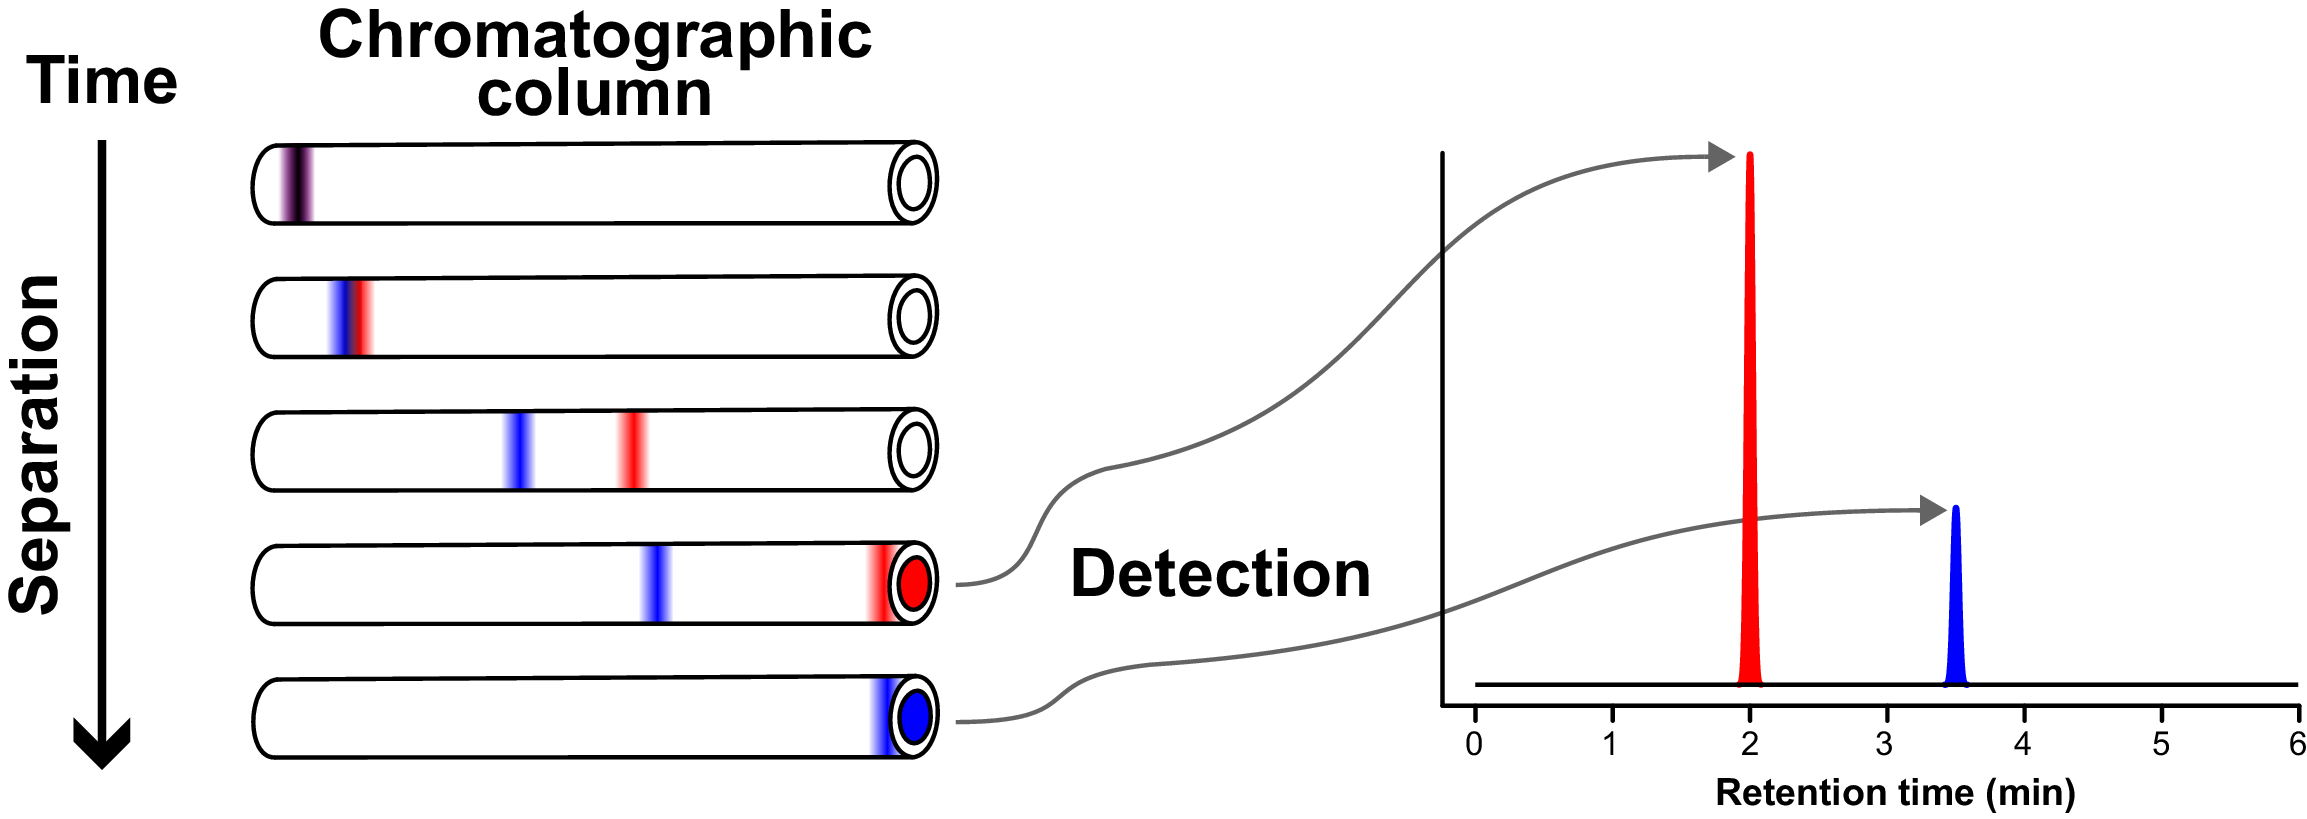 Chromatographic
column
Time
Separation
Detection
0 1 2 3 4 5 6
Retention time (min)